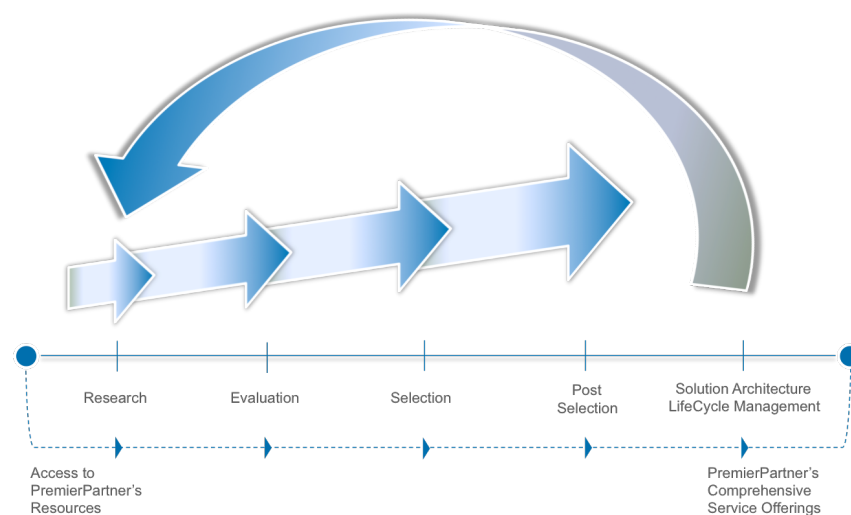 Research
Evaluation
Selection
Post
Selection
Solution Architecture
LifeCycle Management
Access to
PremierPartner's
Resources
PremierPartner's
Comprehensive
Service Offerings